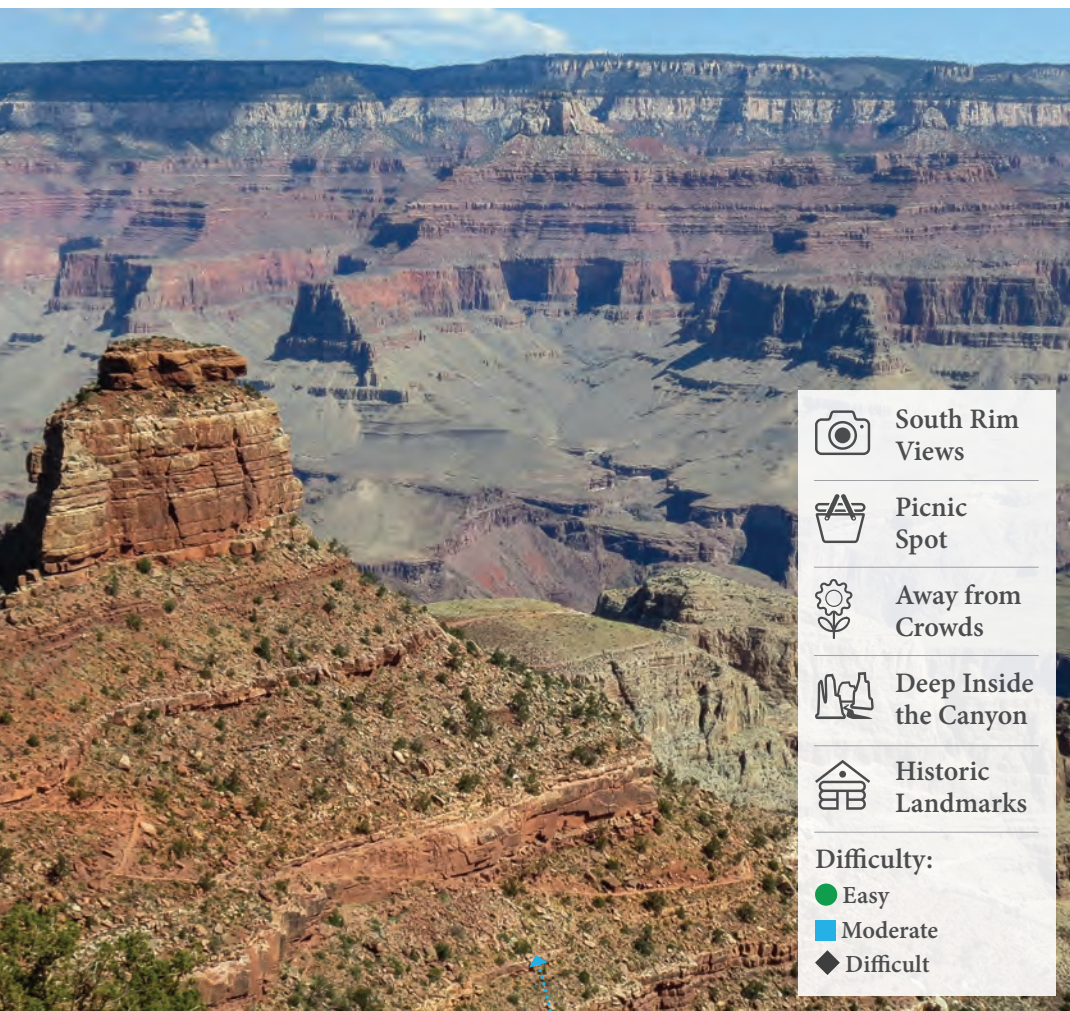 South Rim
Views
Picnic
Spot
Away from
Crowds
Deep Inside
the Canyon
Historic
Landmarks
Difficulty:
Easy
Moderate
Difficult